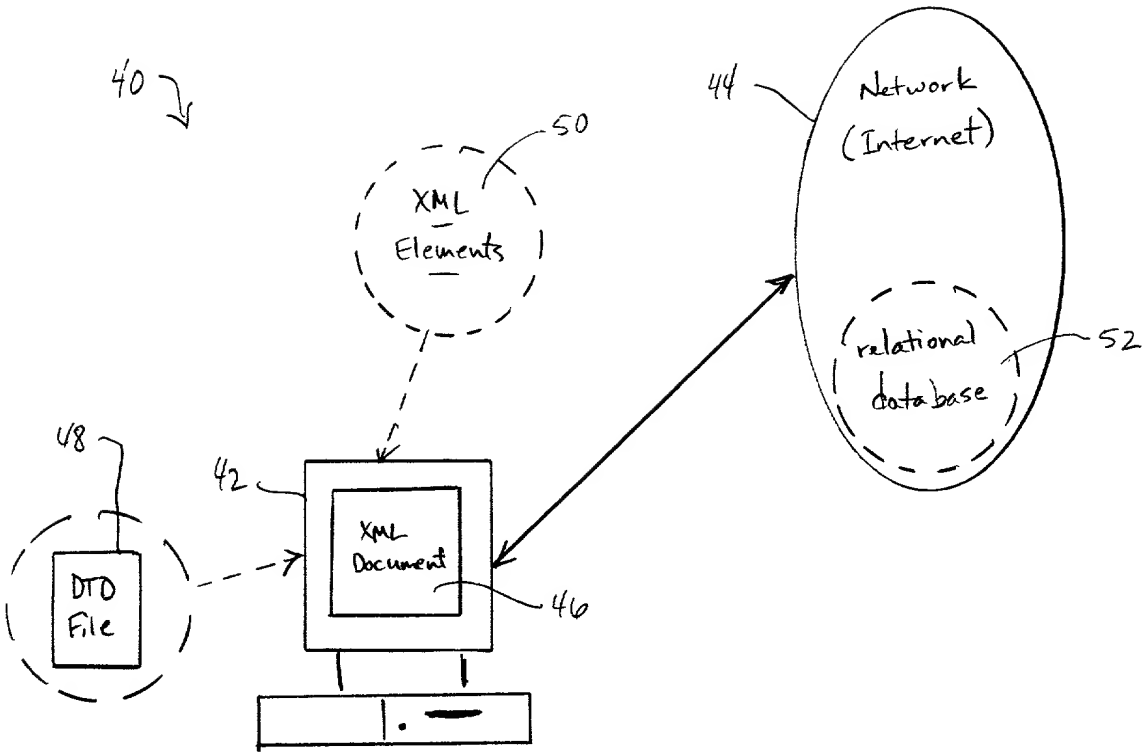 40
44
Network
(Internet)
50
XML
Elements
relational
database
52
48
42
XML
Document
46
DTD
File